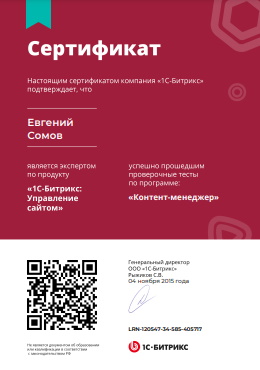 Сертификат
Настоящим сертификатом компания «1С-Битрикс»
подтверждает, что
Евгений
Сомов
является экспертом
по продукту
«1С-Битрикс:
Управление
сайтом»
успешно прошедшим
проверочные тесты
по программе:
«Контент-менеджер»
Генеральный директор
ООО «1С-Битрикс»
Рыжиков С.В.
04 ноября 2015 года
LRN-120547-34-585-405717
Не является документом об образовании
или квалификации в соответствии
с законодательством РФ
1С-БИТРИКС